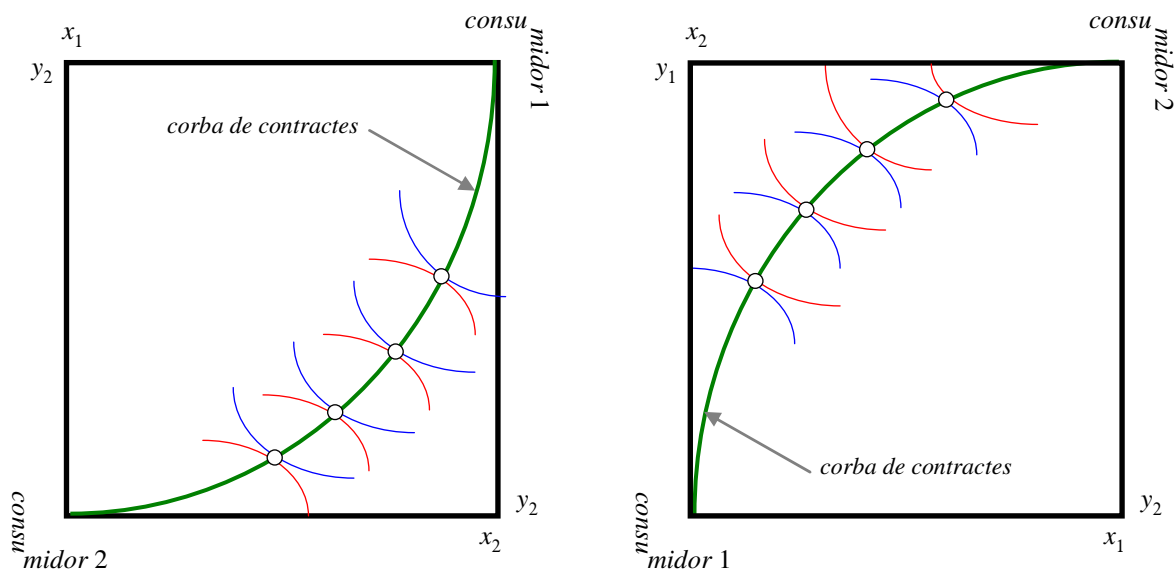 consu
midor 1
x1
y2
corba de contractes
y2
x2
consu
midor 2
consu
midor 2
x2
y1
corba de contractes
y2
x1
consu
midor 1